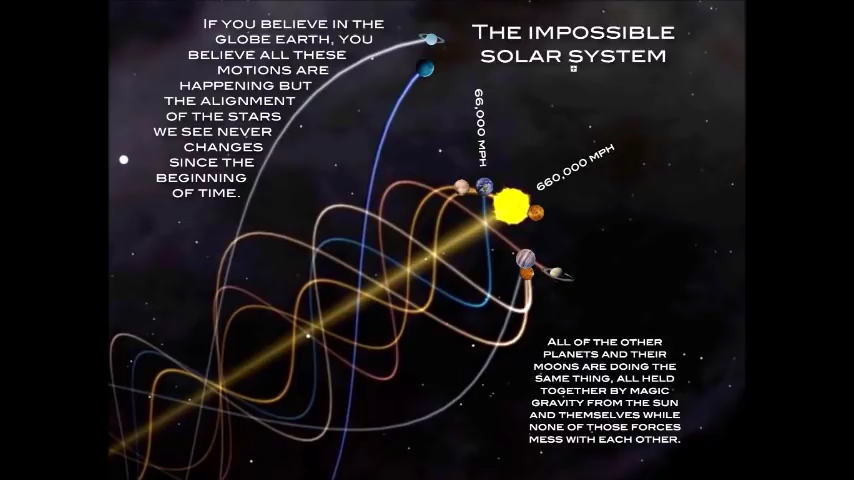 If you believe in the
globe earth, you
believe all these
motions are
happening but
the alignment
of the stars
we see never
changes
since the
beginning
of time.
The impossible
solar system
66,000 mph
660,000 mph
All of the other
planets and their
moons are doing the
same thing, all held
together by magic
gravity from the sun
and themselves while
none of those forces
mess with each other.